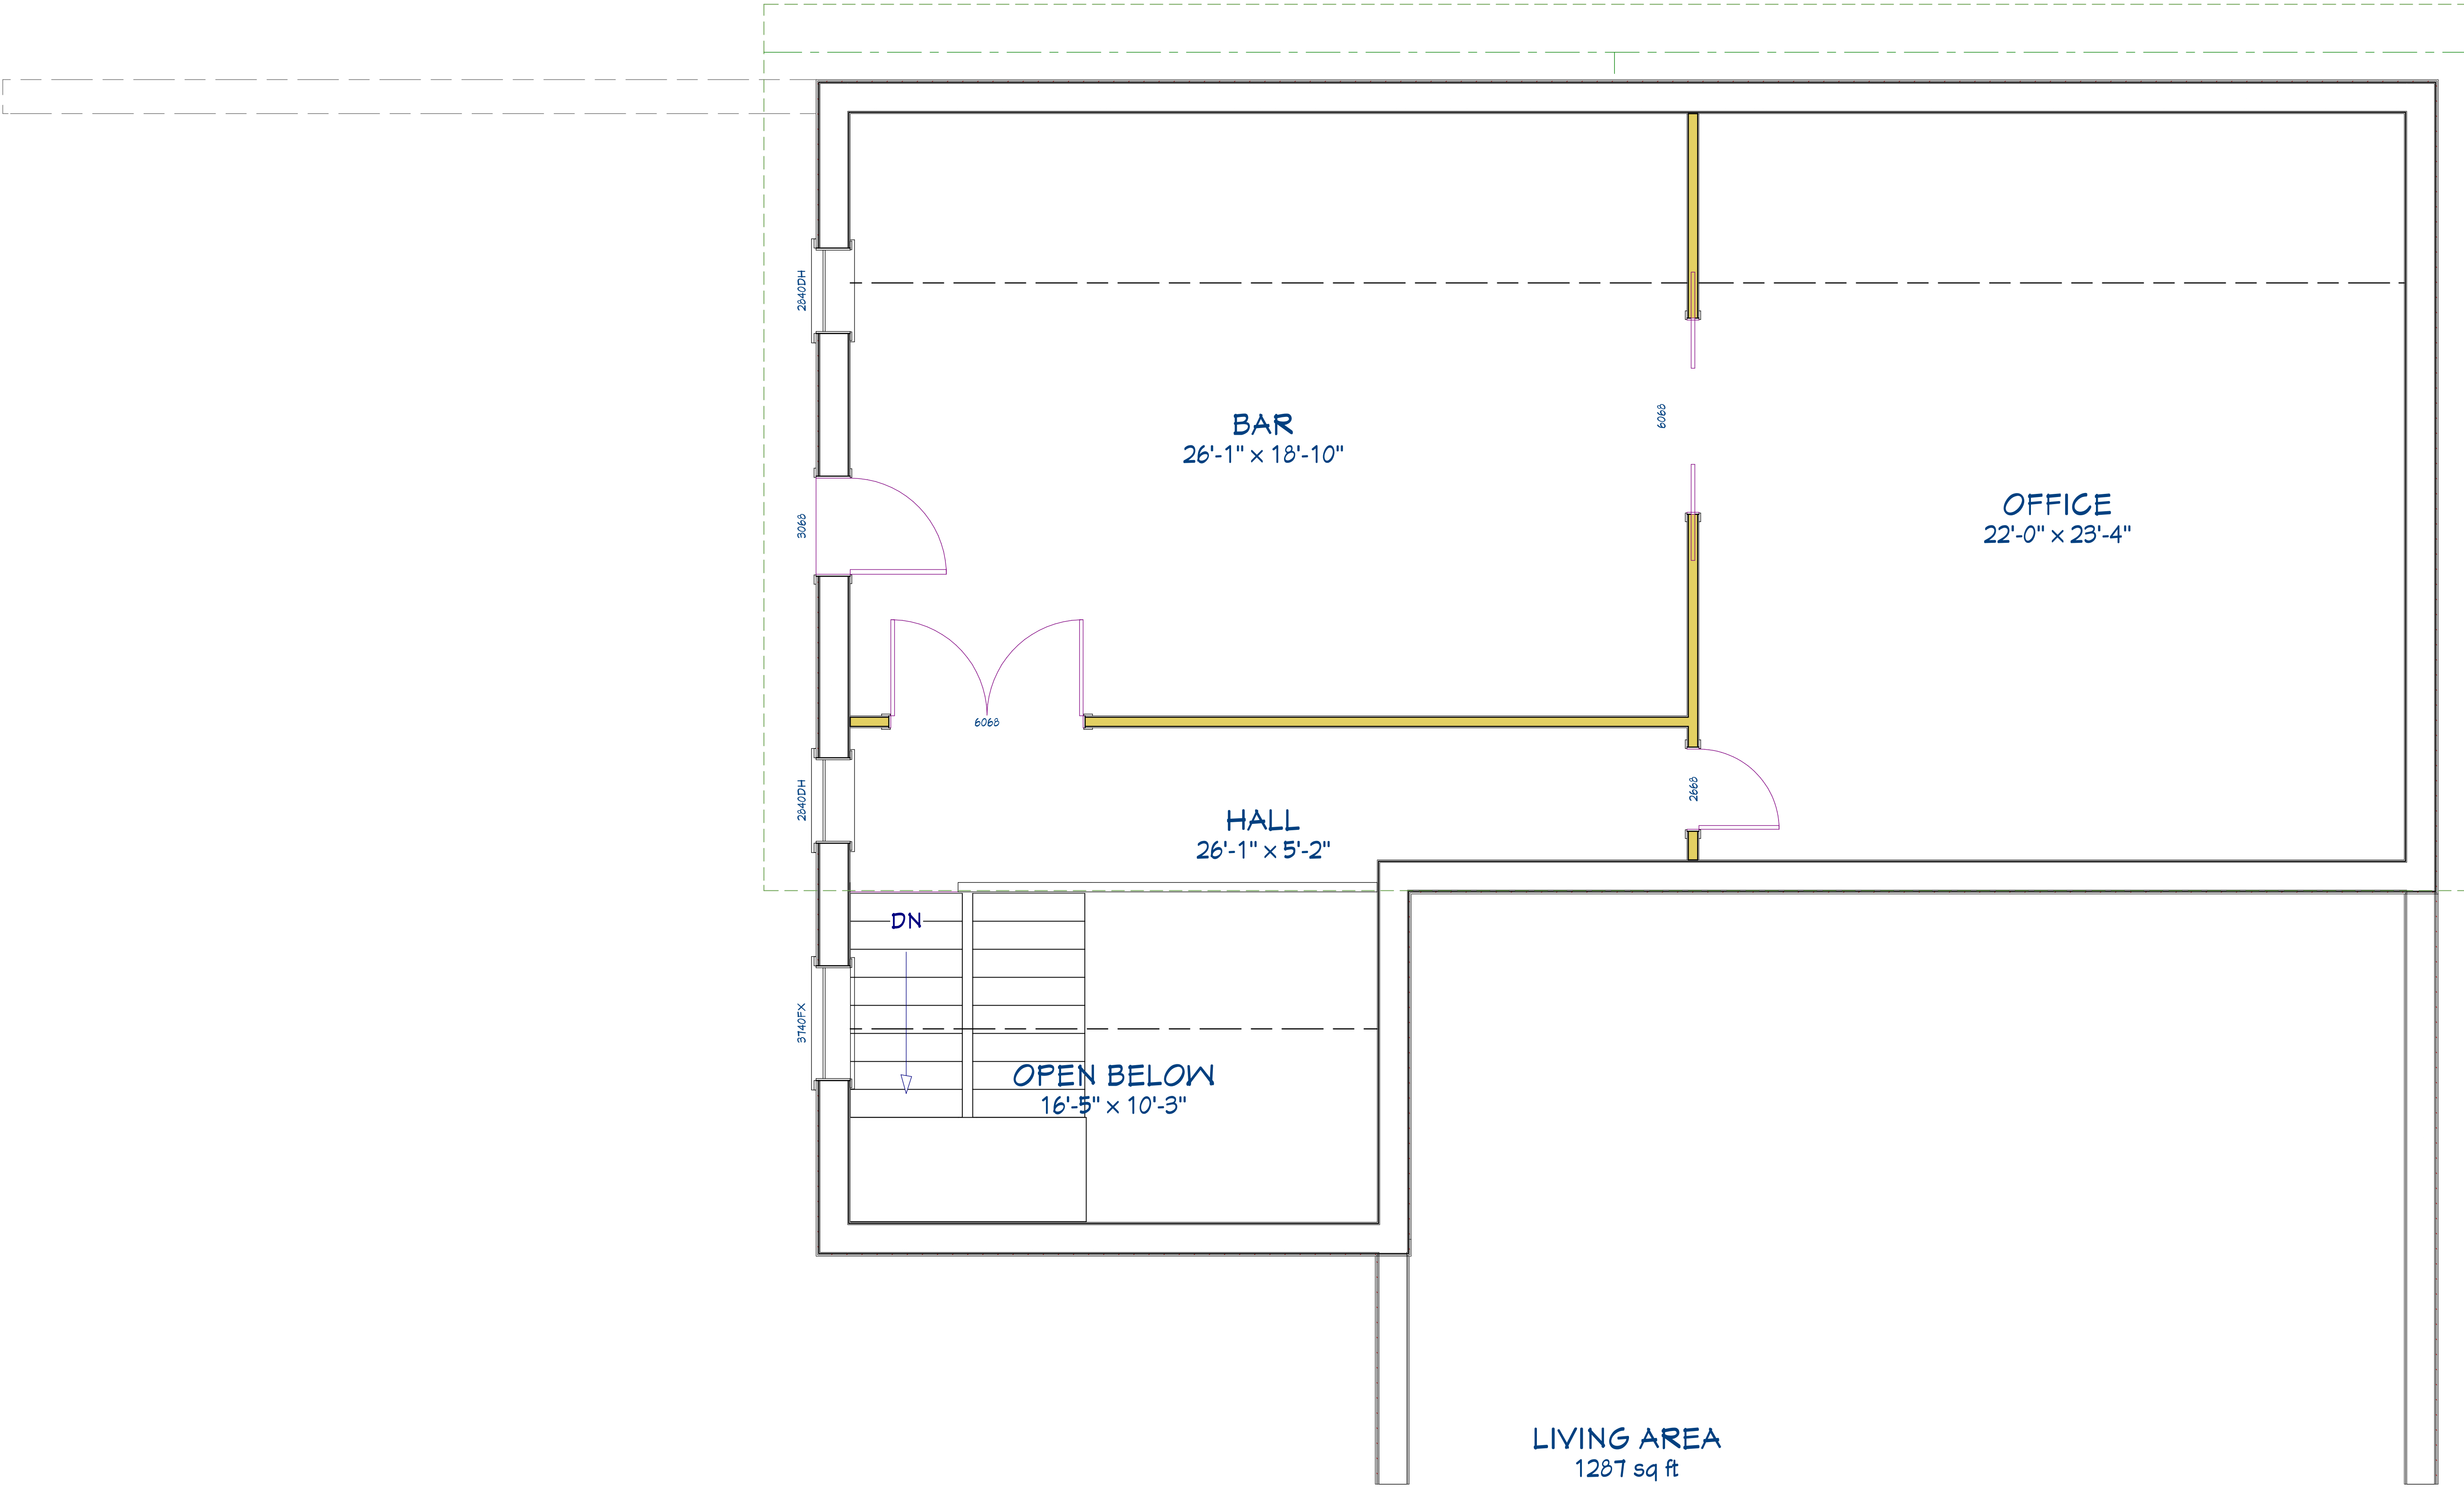 2840DH
BAR
26'-1" × 18'-10"
6068
OFFICE
22'-0" × 23'-4"
3068
6068
2840DH
2668
HALL
26'-1" × 5'-2"
DN
3740FX
OPEN BELOW
16'-5" × 10'-3"
LIVING AREA
1287 sq ft